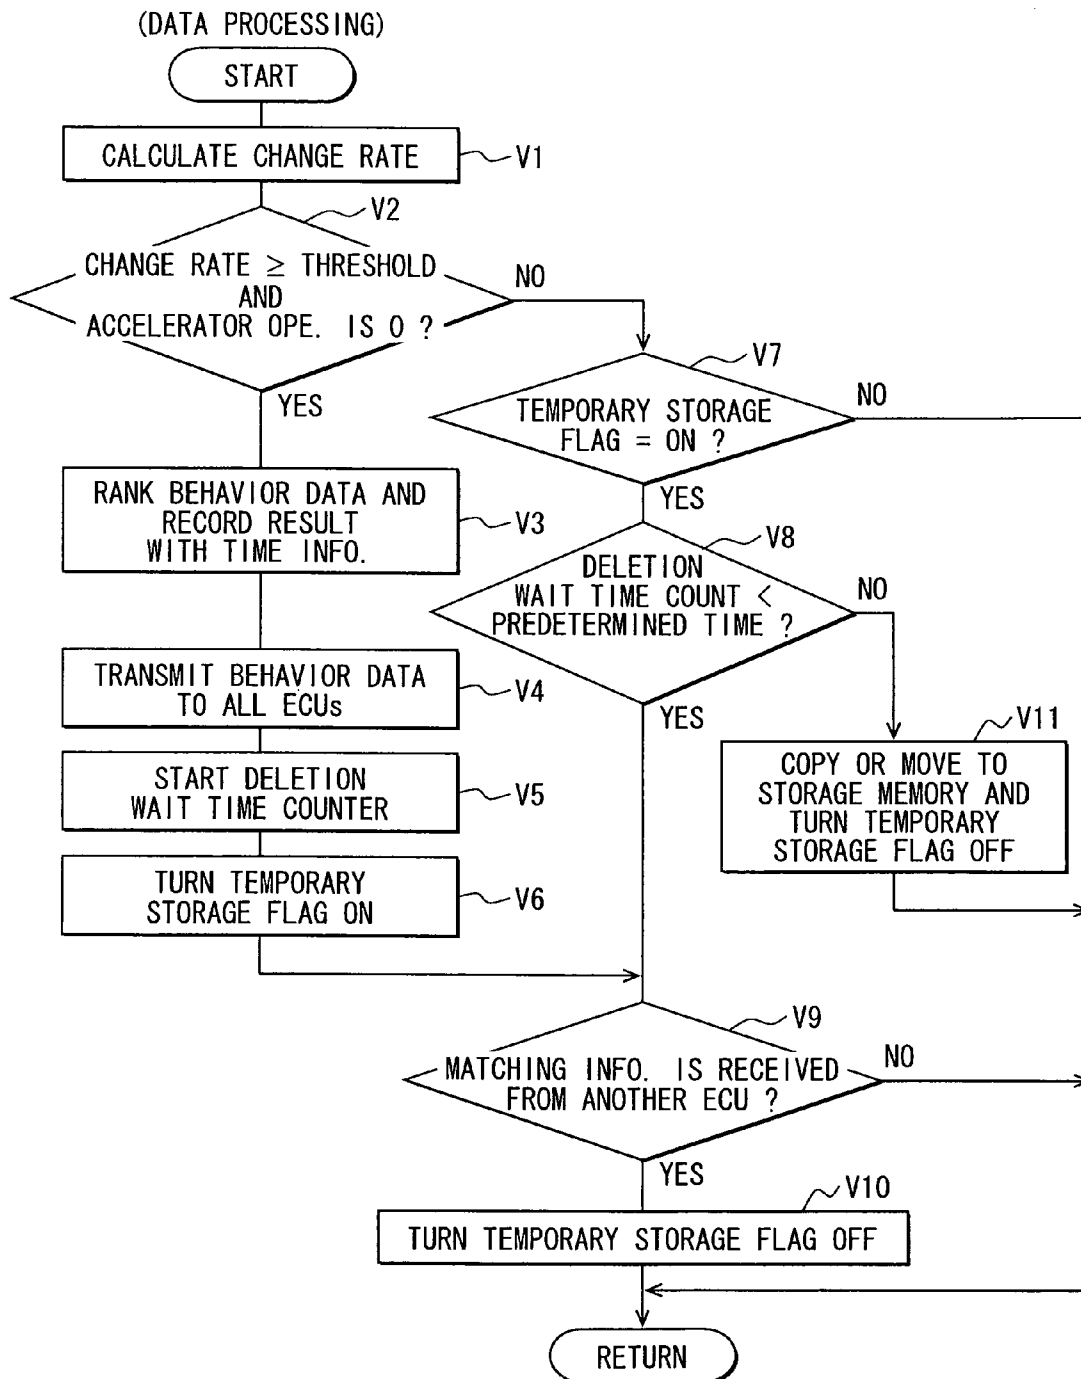 (DATA PROCESSING)
START
CALCULATE CHANGE RATE
V1
V2
CHANGE RATE ≥ THRESHOLD
AND
ACCELERATOR OPE. IS 0 ?
NO
YES
V7
TEMPORARY STORAGE
FLAG = ON ?
NO
YES
RANK BEHAVIOR DATA AND
RECORD RESULT
WITH TIME INFO.
V3
V8
DELETION
WAIT TIME COUNT <
PREDETERMINED TIME ?
NO
YES
TRANSMIT BEHAVIOR DATA
TO ALL ECUs
V4
V11
COPY OR MOVE TO
STORAGE MEMORY AND
TURN TEMPORARY
STORAGE FLAG OFF
START DELETION
WAIT TIME COUNTER
V5
TURN TEMPORARY
STORAGE FLAG ON
V6
V9
MATCHING INFO. IS RECEIVED
FROM ANOTHER ECU ?
NO
YES
V10
TURN TEMPORARY STORAGE FLAG OFF
RETURN